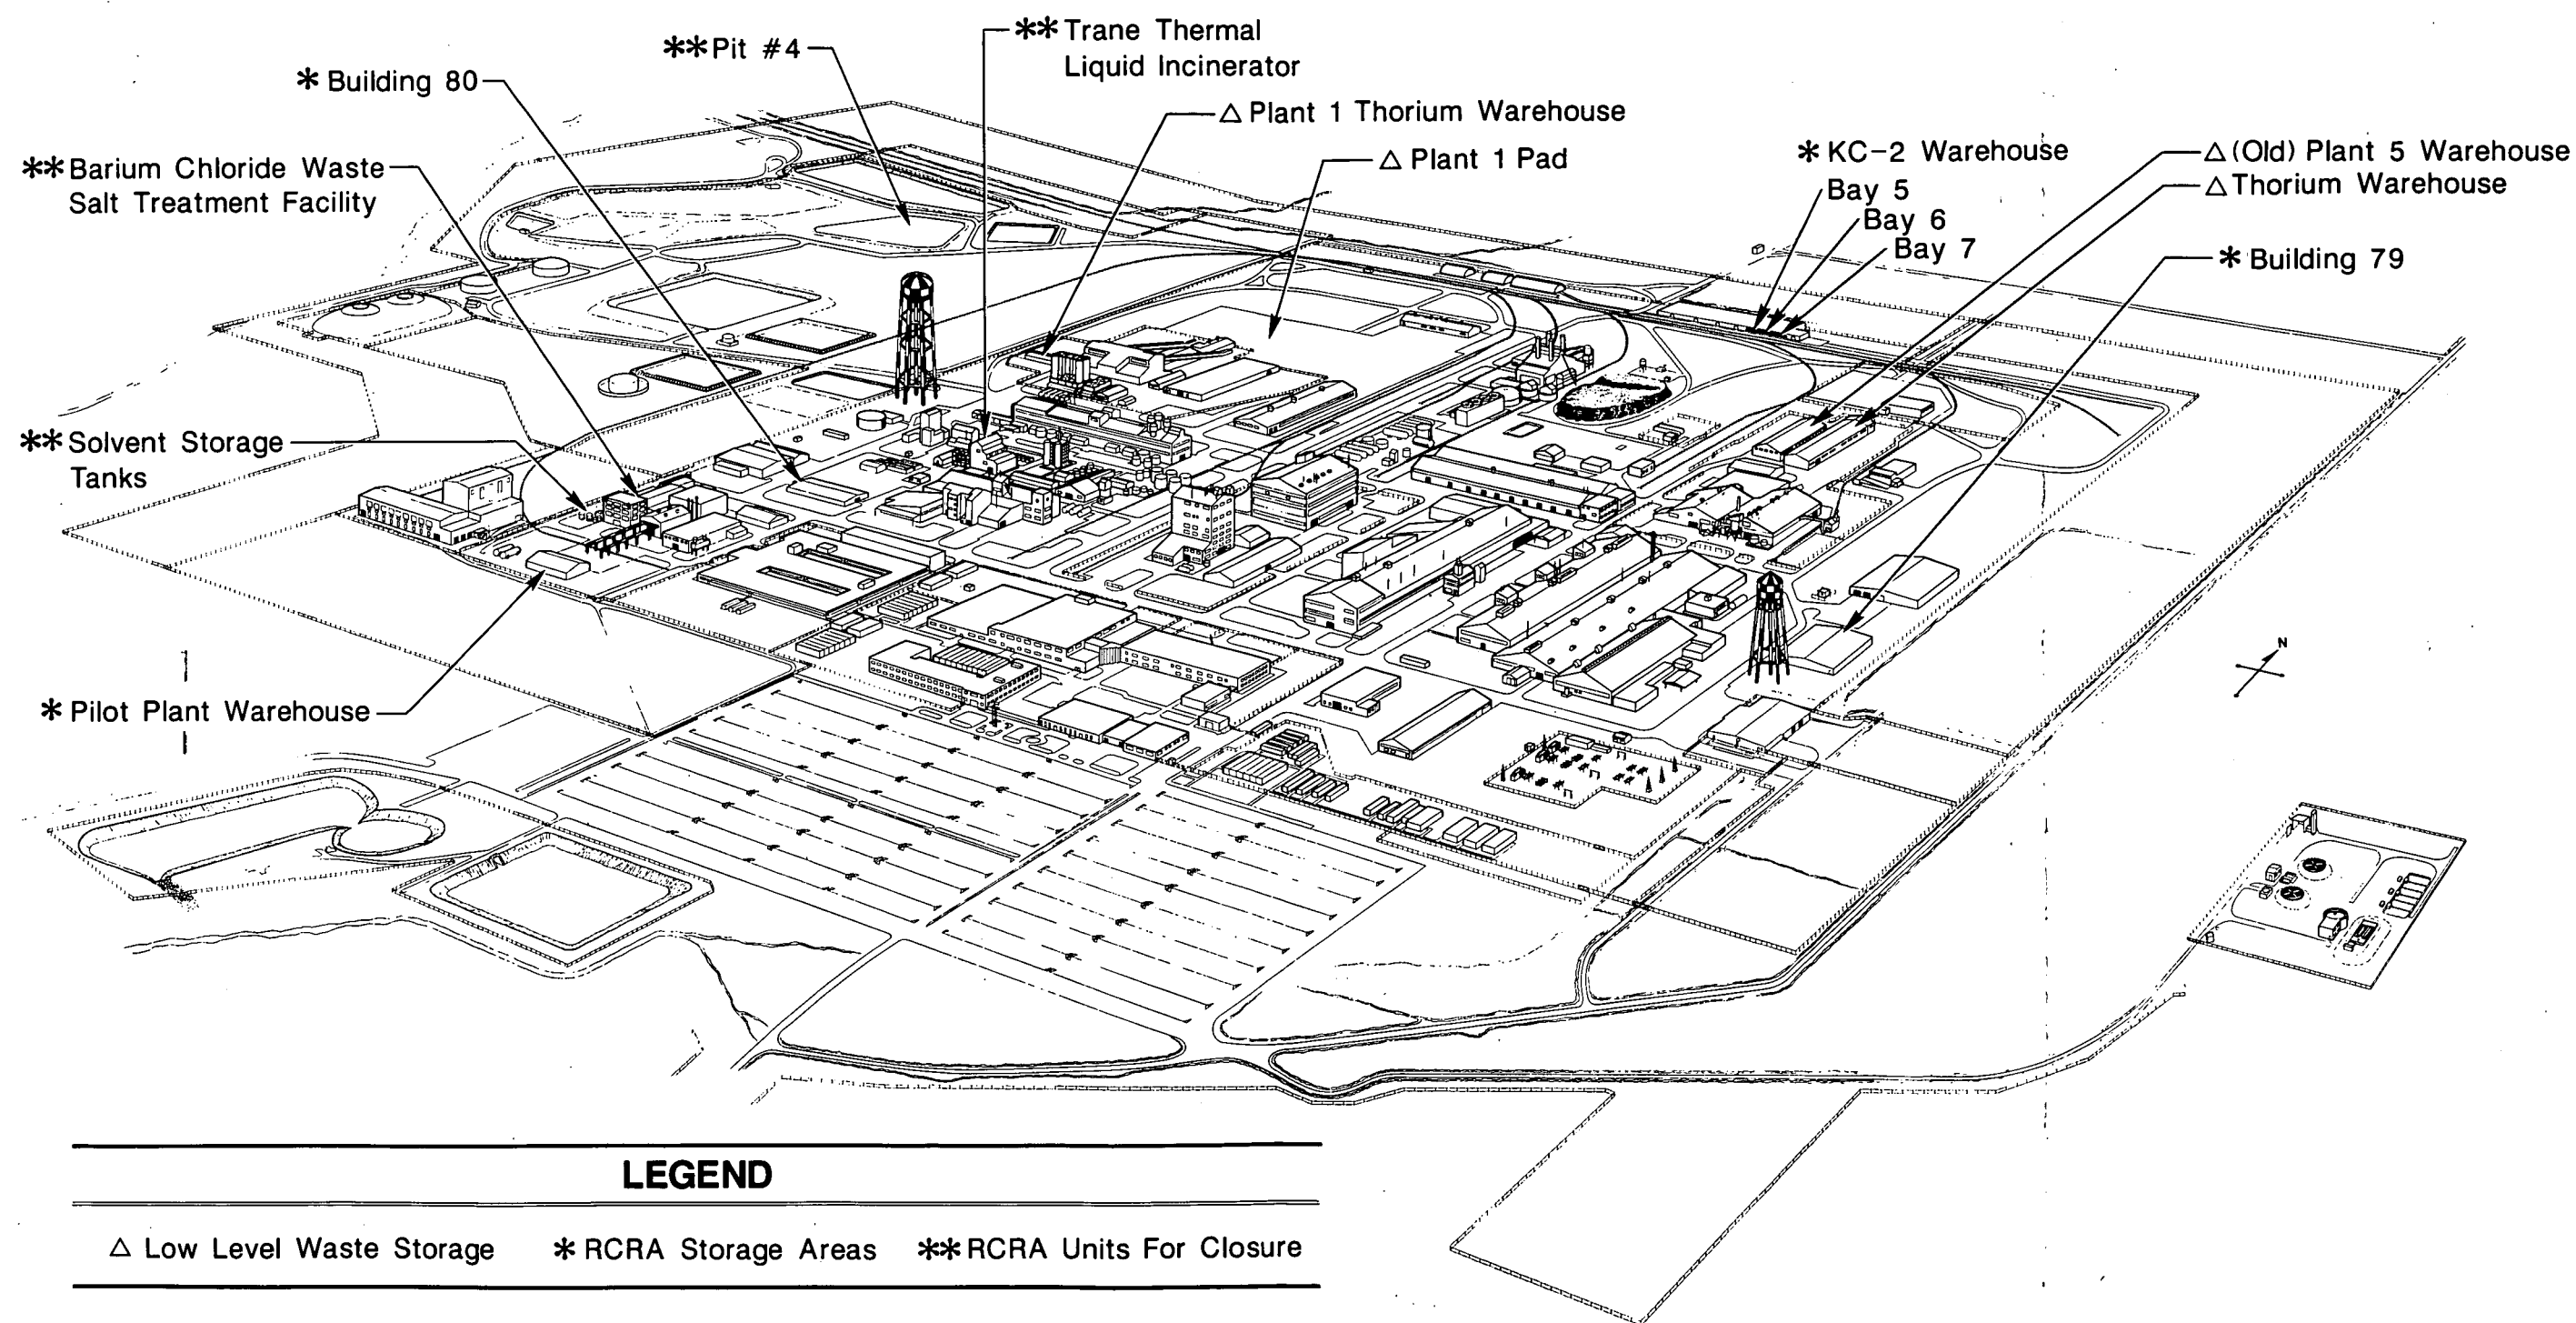 ** Trane Thermal
Liquid Incinerator
** Pit #4
* Building 80
△ Plant 1 Thorium Warehouse
△ Plant 1 Pad
* KC-2 Warehouse
Bay 5
Bay 6
Bay 7
△ (Old) Plant 5 Warehouse
△ Thorium Warehouse
* Building 79
** Barium Chloride Waste
Salt Treatment Facility
** Solvent Storage
Tanks
* Pilot Plant Warehouse
N
LEGEND
△ Low Level Waste Storage * RCRA Storage Areas ** RCRA Units For Closure